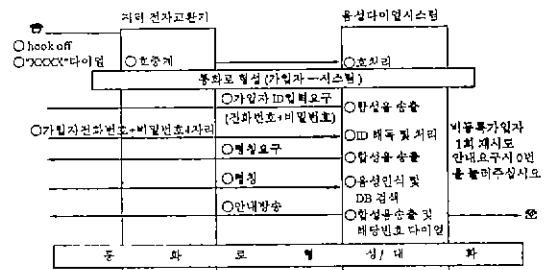 지역 전자교환기
음성다이얼시스템
○hook off
○"XXXX"다이얼
○호중계
○호처리
통화로 형성 (가입자―시스템)
○가입자 ID입력요구
(전화번호+비밀번호)
○합성음 송출
○가입자전화번호+비밀번호4자리
○ID 해독 및 처리
○명칭요구
○합성음 송출
○명칭
○음성인식 및
DB 검색
○안내방송
○합성음송출 및
해당번호 다이얼
비등록가입자
1회 재시도
안내요구시 0번
을 눌러주십시요
통 화 로 형 성/대 화